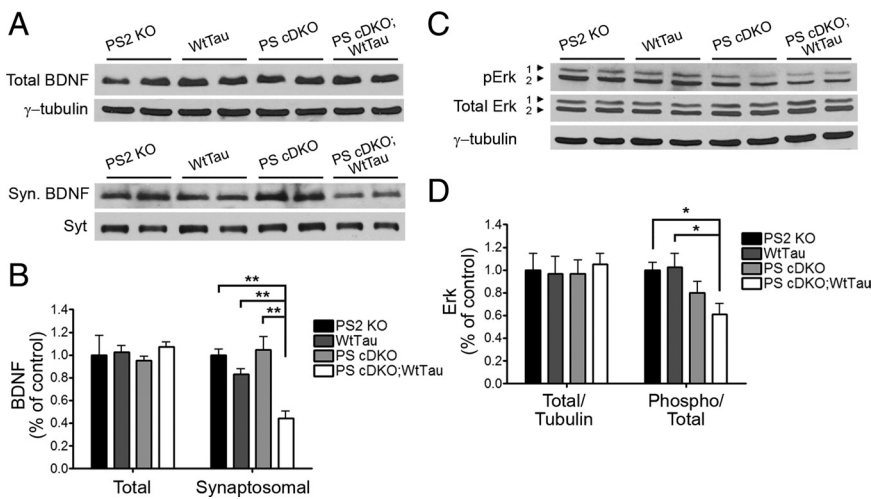 A
PS2 KO
WtTau
PS cDKO
PS cDKO;
WtTau
Total BDNF
γ–tubulin
PS2 KO
WtTau
PS cDKO
PS cDKO;
WtTau
Syn. BDNF
Syt
B
BDNF
(% of control)
1.4
1.2
1.0
0.8
0.6
0.4
0.2
0.0
**
**
**
PS2 KO
WtTau
PS cDKO
PS cDKO;WtTau
Total
Synaptosomal
C
PS2 KO
WtTau
PS cDKO
PS cDKO;
WtTau
pErk
1
2
Total Erk
1
2
γ–tubulin
D
Erk
(% of control)
1.4
1.2
1.0
0.8
0.6
0.4
0.2
0.0
*
*
PS2 KO
WtTau
PS cDKO
PS cDKO;WtTau
Total/
Tubulin
Phospho/
Total